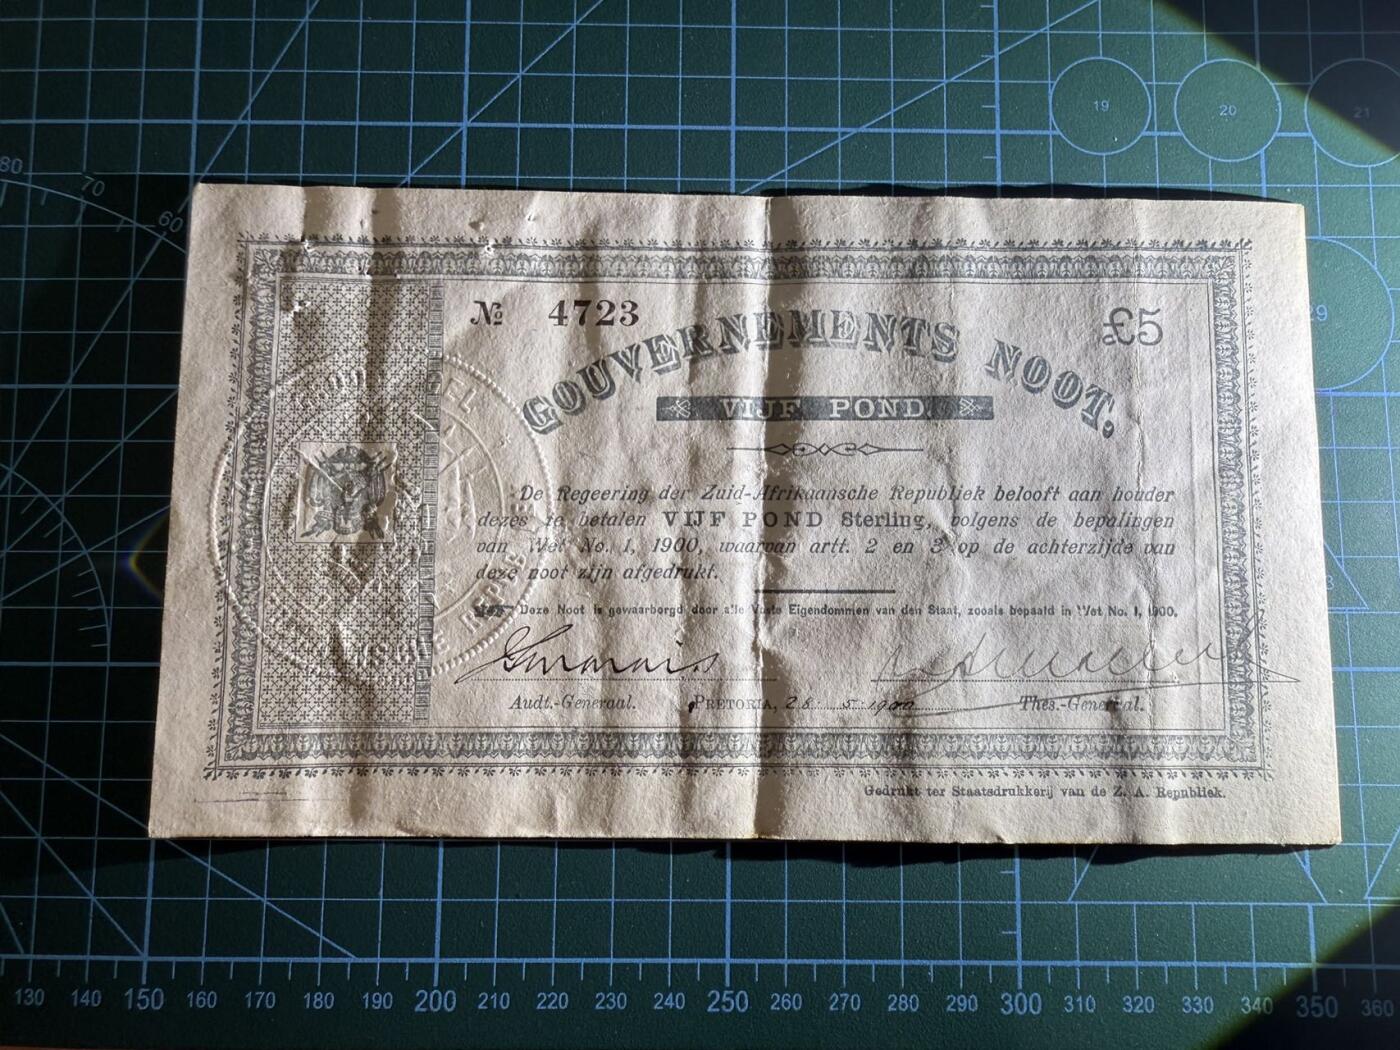 80
70
60
19 20 21
29
№ 4723
£5
GOUVERNEMENTS NOOT,
VIJF POND
De Regeering der Zuid-Afrikaansche Republiek belooft aan houder
dezes te betalen VIJF POND Sterling, volgens de bepalingen
van Wet No. 1, 1900, waarvan artt. 2 en 3 op de achterzijde van
deze noot zijn afgedrukt.
Deze Noot is gewaarborgd door alle Vaste Eigendommen van den Staat, zooals bepaald in Wet No. 1, 1900.
Audt.-Generaal. PRETORIA, 28 5 1900 Thes.-Generaal.
Gedrukt ter Staatsdrukkerij van de Z. A. Republiek.
130 140 150 160 170 180 190 200 210 220 230 240 250 260 270 280 290 300 310 320 330 340 350 360